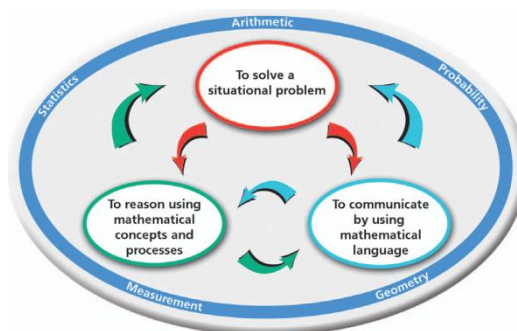 Arithmetic
Statistics
Probability
To solve a
situational problem
To reason using
mathematical
concepts and
processes
To communicate
by using
mathematical
language
Measurement
Geometry